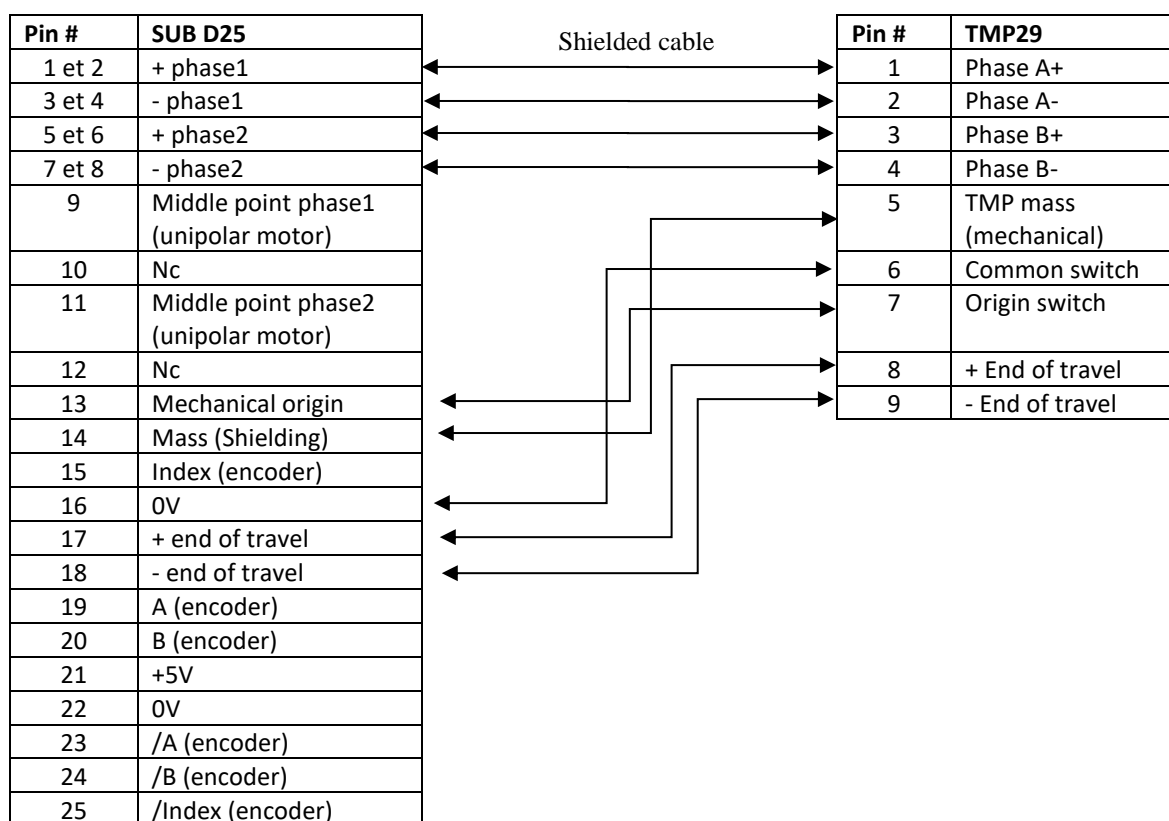 Shielded cable
Pin # SUB D25
1 et 2 + phase1
3 et 4 - phase1
5 et 6 + phase2
7 et 8 - phase2
9 Middle point phase1
(unipolar motor)
10 Nc
11 Middle point phase2
(unipolar motor)
12 Nc
13 Mechanical origin
14 Mass (Shielding)
15 Index (encoder)
16 0V
17 + end of travel
18 - end of travel
19 A (encoder)
20 B (encoder)
21 +5V
22 0V
23 /A (encoder)
24 /B (encoder)
25 /Index (encoder)
Pin # TMP29
1 Phase A+
2 Phase A-
3 Phase B+
4 Phase B-
5 TMP mass
(mechanical)
6 Common switch
7 Origin switch
8 + End of travel
9 - End of travel